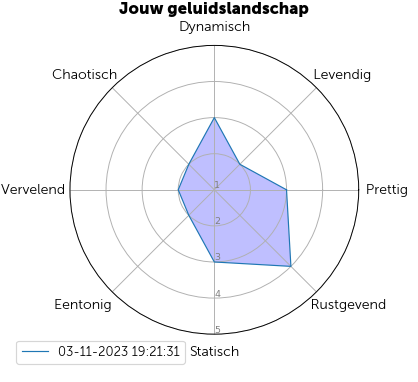 Jouw geluidslandschap
Dynamisch
Chaotisch
Levendig
Vervelend
1
Prettig
2
3
4
Eentonig
Rustgevend
5
03-11-2023 19:21:31
Statisch